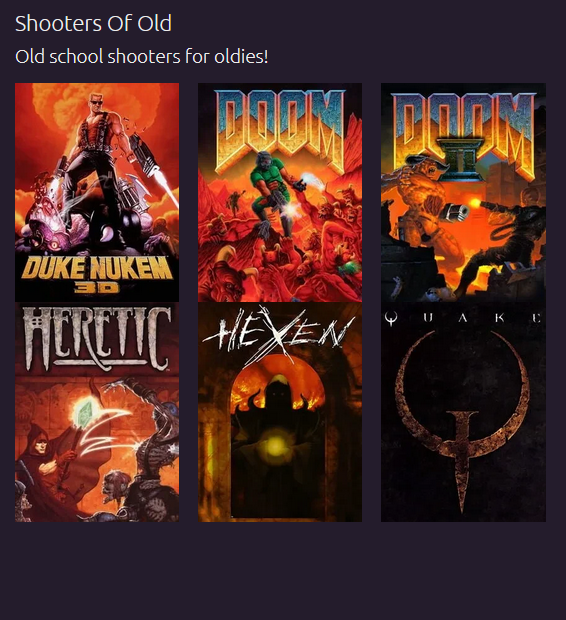 Shooters Of Old
Old school shooters for oldies!
DUKE NUKEM
3D
DOOM
DOOM
II
HERETIC
HEXEN
QUAKE